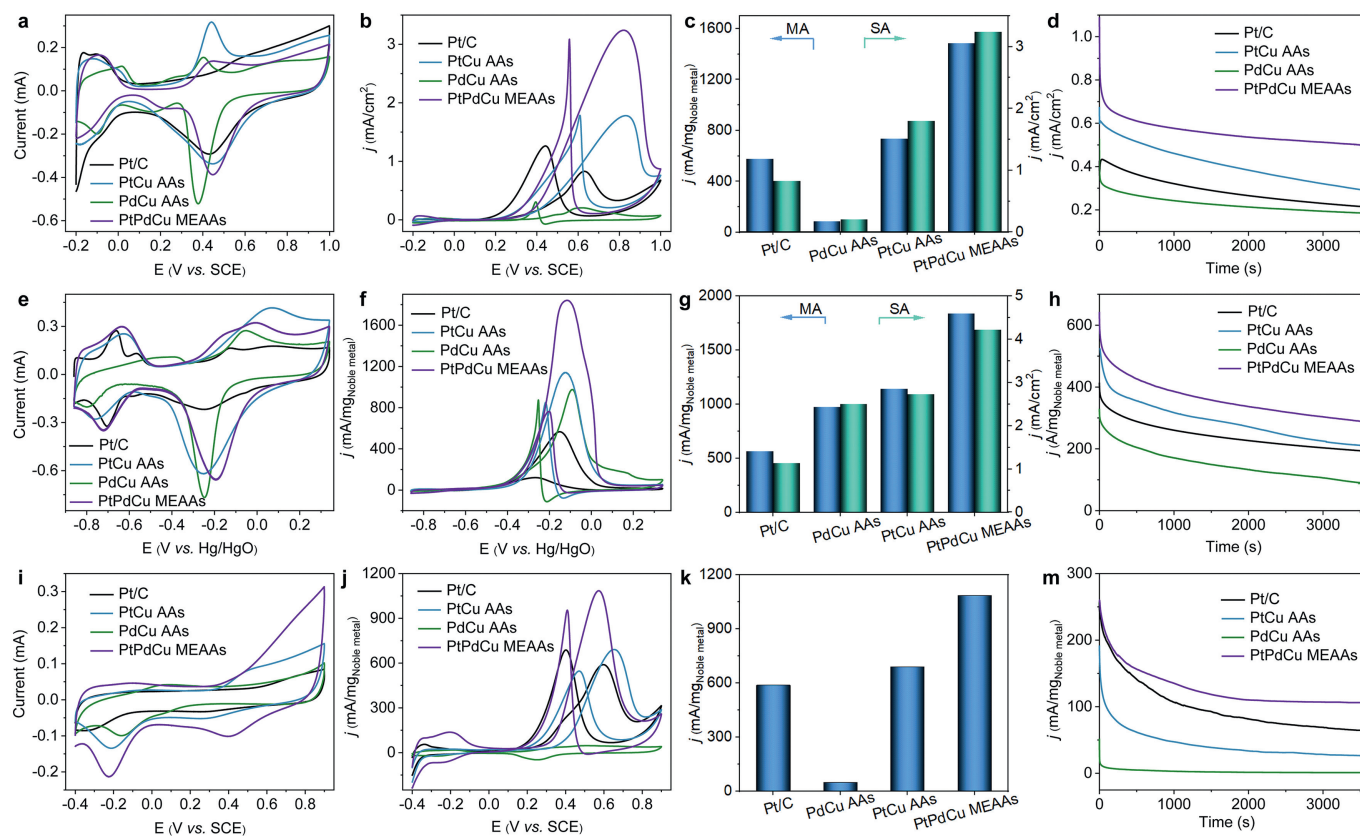 a
Current (mA)
0.2
0.0
-0.2
-0.4
-0.6
Pt/C
PtCu AAs
PdCu AAs
PtPdCu MEAAs
-0.2 0.0 0.2 0.4 0.6 0.8 1.0
E (V vs. SCE)
b
j (mA/cm²)
3
2
1
0
Pt/C
PtCu AAs
PdCu AAs
PtPdCu MEAAs
-0.2 0.0 0.2 0.4 0.6 0.8 1.0
E (V vs. SCE)
c
j (mA/mgNoble metal)
1600
1200
800
400
0
MA SA
3
2
1
0
j (mA/cm²)
Pt/C PdCu AAs PtCu AAs PtPdCu MEAAs
d
j (mA/cm²)
1.0
0.8
0.6
0.4
0.2
Pt/C
PtCu AAs
PdCu AAs
PtPdCu MEAAs
0 1000 2000 3000
Time (s)
e
Current (mA)
0.3
0.0
-0.3
-0.6
Pt/C
PtCu AAs
PdCu AAs
PtPdCu MEAAs
-0.8 -0.6 -0.4 -0.2 0.0 0.2
E (V vs. Hg/HgO)
f
j (mA/mgNoble metal)
1600
1200
800
400
0
Pt/C
PtCu AAs
PdCu AAs
PtPdCu MEAAs
-0.8 -0.6 -0.4 -0.2 0.0 0.2
E (V vs. Hg/HgO)
g
j (mA/mgNoble metal)
2000
1500
1000
500
0
MA SA
5
4
3
2
1
0
j (mA/cm²)
Pt/C PdCu AAs PtCu AAs PtPdCu MEAAs
h
j (A/mgNoble metal)
600
400
200
0
Pt/C
PtCu AAs
PdCu AAs
PtPdCu MEAAs
0 1000 2000 3000
Time (s)
i
Current (mA)
0.3
0.2
0.1
0.0
-0.1
-0.2
Pt/C
PtCu AAs
PdCu AAs
PtPdCu MEAAs
-0.4 -0.2 0.0 0.2 0.4 0.6 0.8
E (V vs. SCE)
j
j (mA/mgNoble metal)
1200
900
600
300
0
Pt/C
PtCu AAs
PdCu AAs
PtPdCu MEAAs
-0.4 -0.2 0.0 0.2 0.4 0.6 0.8
E (V vs. SCE)
k
j (mA/mgNoble metal)
1200
900
600
300
0
Pt/C PdCu AAs PtCu AAs PtPdCu MEAAs
m
j (mA/mgNoble metal)
300
200
100
0
Pt/C
PtCu AAs
PdCu AAs
PtPdCu MEAAs
0 1000 2000 3000
Time (s)